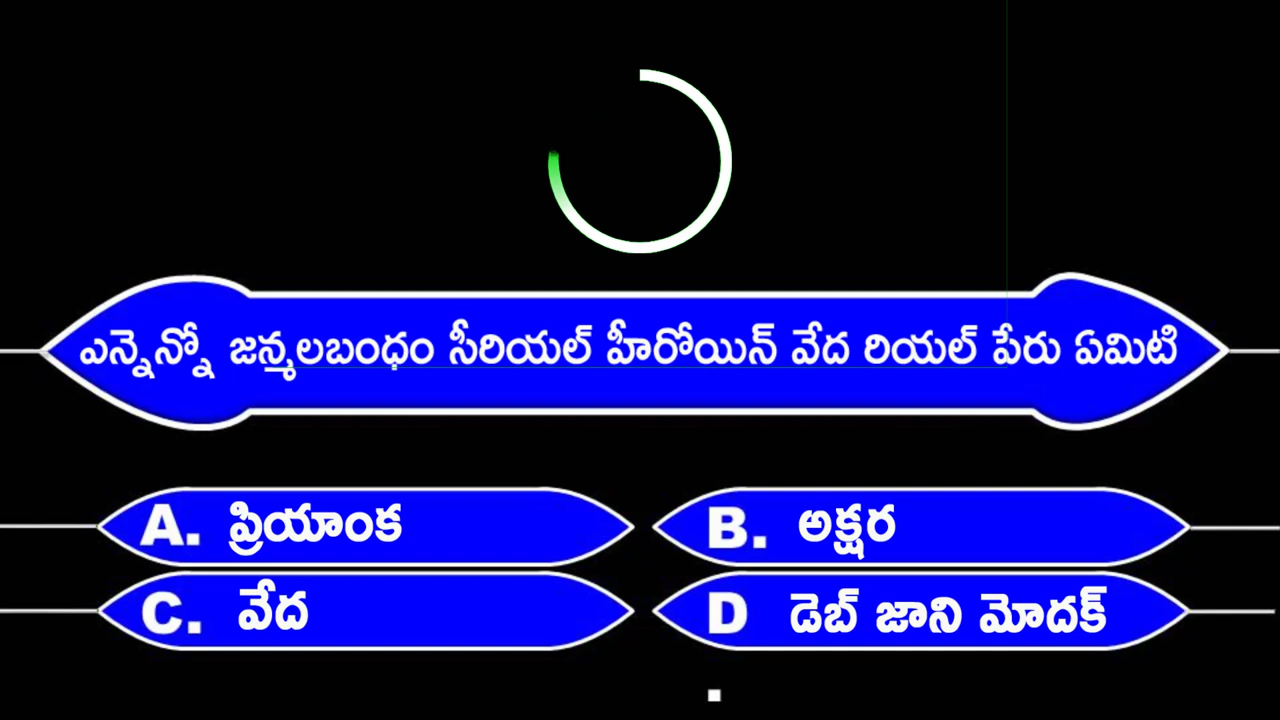 ఎన్నెన్నో జన్మలబంధం సీరియల్ హీరోయిన్ వేద రియల్ పేరు ఏమిటి
A. ప్రియాంక
B. అక్షర
C. వేద
D డెబ్ జాని మోదక్
.